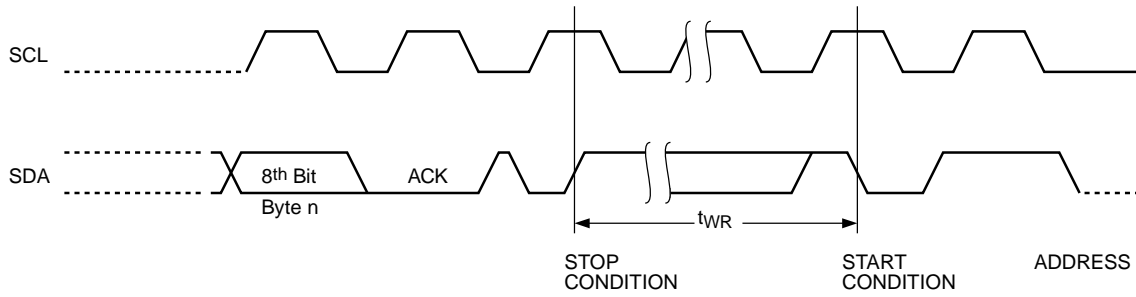 SCL
SDA
8th Bit
ACK
Byte n
tWR
STOP
CONDITION
START
CONDITION
ADDRESS